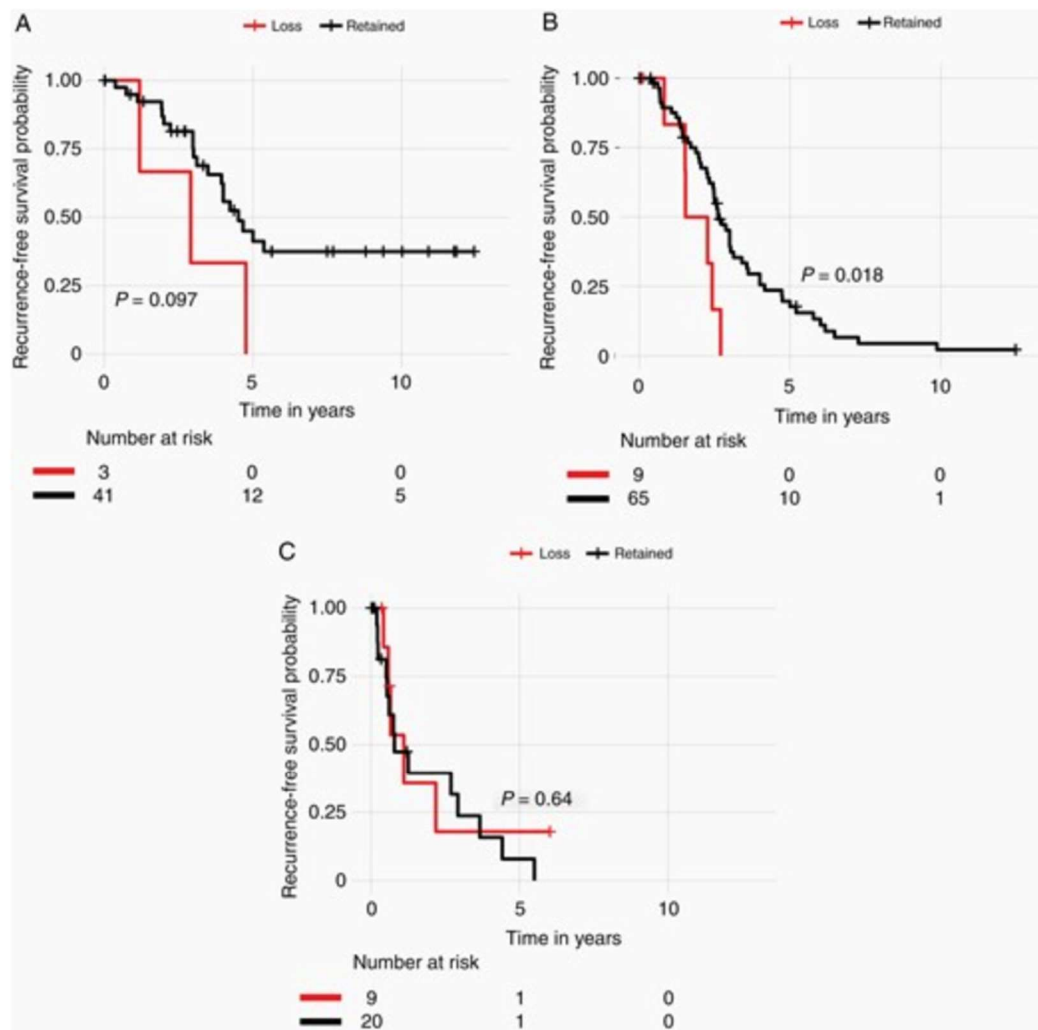 A
Loss Retained
Recurrence-free survival probability
1.00
0.75
0.50
0.25
0
P = 0.097
0 5 10
Time in years
Number at risk
3 0 0
41 12 5
B
Loss Retained
Recurrence-free survival probability
1.00
0.75
0.50
0.25
0
P = 0.018
0 5 10
Time in years
Number at risk
9 0 0
65 10 1
C
Loss Retained
Recurrence-free survival probability
1.00
0.75
0.50
0.25
0
P = 0.64
0 5 10
Time in years
Number at risk
9 1 0
20 1 0